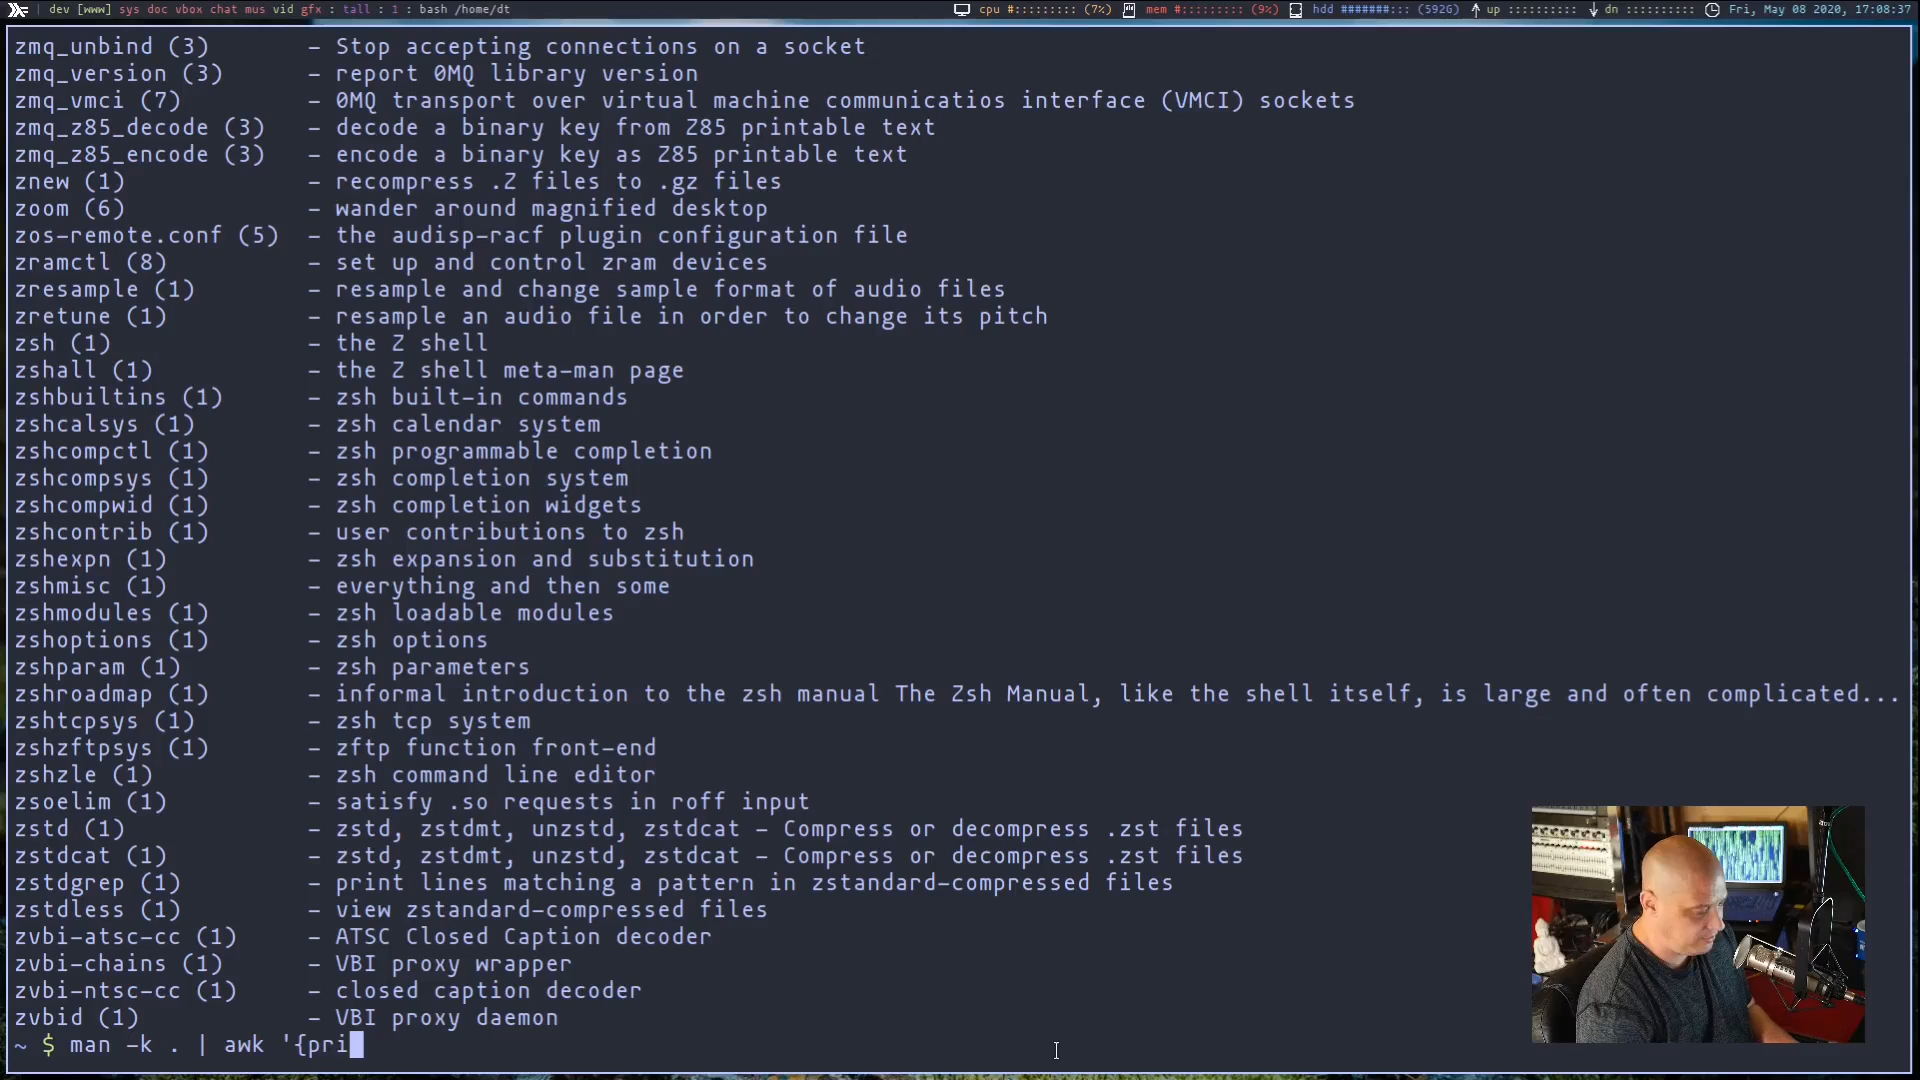 | dev [www] sys doc vbox chat mus vid gfx : tall : 1 : bash /home/dt
cpu #::::::::: (7%) mem #::::::::: (9%) hdd #######::: (592G) up :::::::::: dn :::::::::: Fri, May 08 2020, 17:08:37
zmq_unbind (3) - Stop accepting connections on a socket
zmq_version (3) - report 0MQ library version
zmq_vmci (7) - 0MQ transport over virtual machine communicatios interface (VMCI) sockets
zmq_z85_decode (3) - decode a binary key from Z85 printable text
zmq_z85_encode (3) - encode a binary key as Z85 printable text
znew (1) - recompress .Z files to .gz files
zoom (6) - wander around magnified desktop
zos-remote.conf (5) - the audisp-racf plugin configuration file
zramctl (8) - set up and control zram devices
zresample (1) - resample and change sample format of audio files
zretune (1) - resample an audio file in order to change its pitch
zsh (1) - the Z shell
zshall (1) - the Z shell meta-man page
zshbuiltins (1) - zsh built-in commands
zshcalsys (1) - zsh calendar system
zshcompctl (1) - zsh programmable completion
zshcompsys (1) - zsh completion system
zshcompwid (1) - zsh completion widgets
zshcontrib (1) - user contributions to zsh
zshexpn (1) - zsh expansion and substitution
zshmisc (1) - everything and then some
zshmodules (1) - zsh loadable modules
zshoptions (1) - zsh options
zshparam (1) - zsh parameters
zshroadmap (1) - informal introduction to the zsh manual The Zsh Manual, like the shell itself, is large and often complicated...
zshtcpsys (1) - zsh tcp system
zshzftpsys (1) - zftp function front-end
zshzle (1) - zsh command line editor
zsoelim (1) - satisfy .so requests in roff input
zstd (1) - zstd, zstdmt, unzstd, zstdcat - Compress or decompress .zst files
zstdcat (1) - zstd, zstdmt, unzstd, zstdcat - Compress or decompress .zst files
zstdgrep (1) - print lines matching a pattern in zstandard-compressed files
zstdless (1) - view zstandard-compressed files
zvbi-atsc-cc (1) - ATSC Closed Caption decoder
zvbi-chains (1) - VBI proxy wrapper
zvbi-ntsc-cc (1) - closed caption decoder
zvbid (1) - VBI proxy daemon
~ $ man -k . | awk '{pri